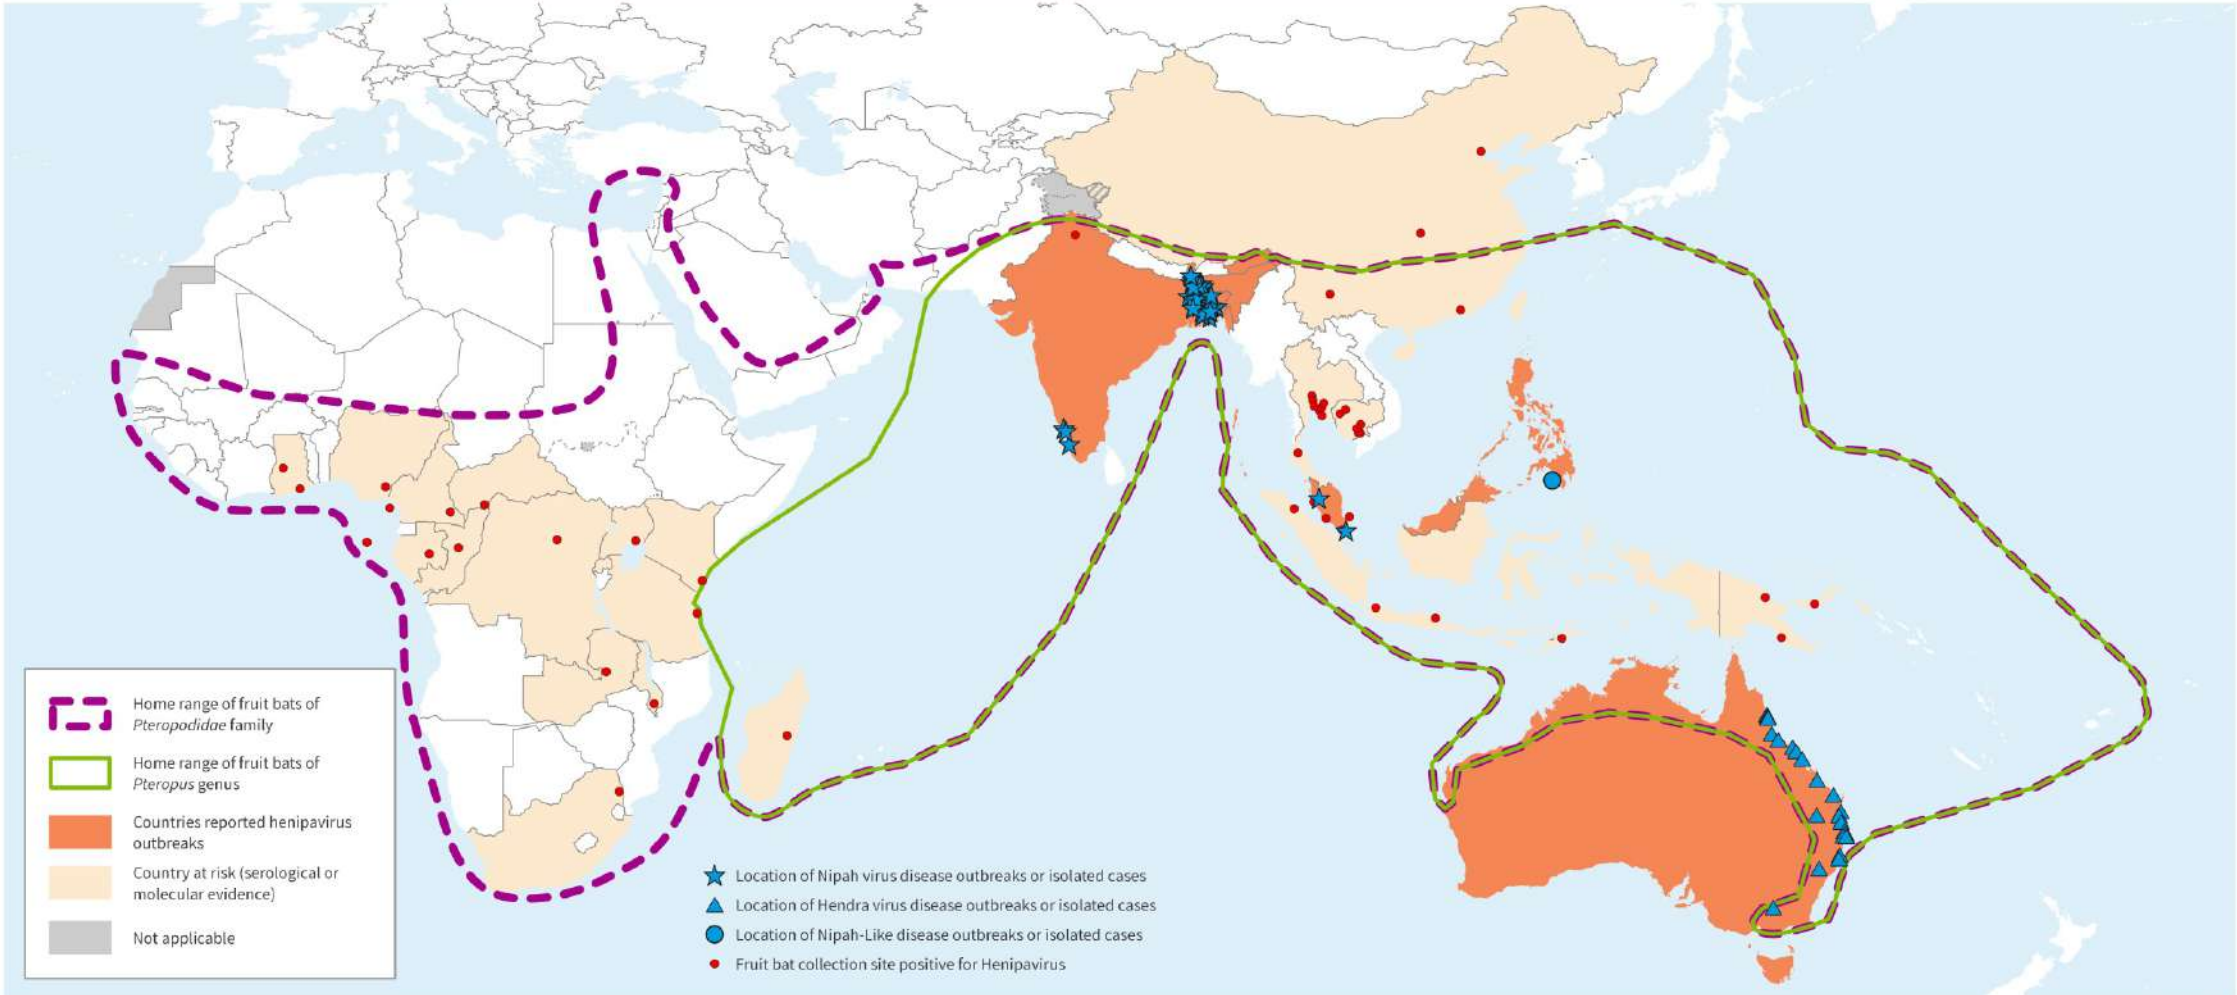 Home range of fruit bats of
Pteropodidae family
Home range of fruit bats of
Pteropus genus
Countries reported henipavirus
outbreaks
Country at risk (serological or
molecular evidence)
Not applicable
Location of Nipah virus disease outbreaks or isolated cases
Location of Hendra virus disease outbreaks or isolated cases
Location of Nipah-Like disease outbreaks or isolated cases
Fruit bat collection site positive for Henipavirus